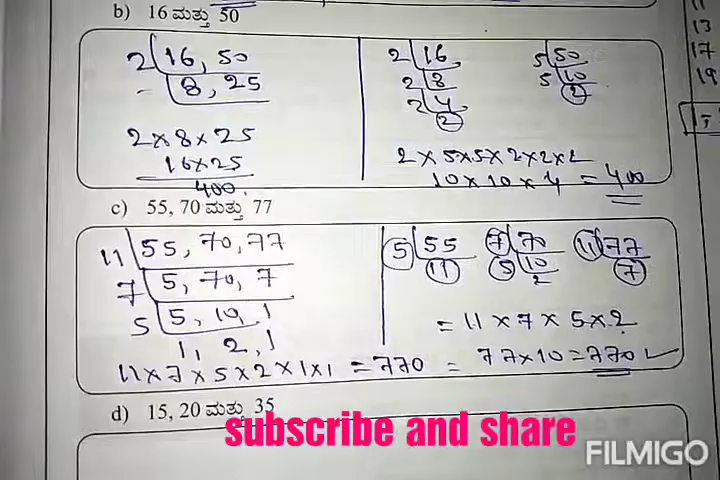 b) 16 ಮತ್ತು 50
2 16, 50
8, 25
2×8×25
16×25
400.
2 16
2 8
2 4
2
5 50
5 10
2
2×5×5×2×2×2
10×10×4 = 400
c) 55, 70 ಮತ್ತು 77
11 55, 70, 77
7 5, 70, 7
5 5, 10, 1
1, 2, 1
11×7×5×2×1×1 = 770
5 55
11
7 70
5 10
2
11 77
7
= 11×7×5×2
= 77×10=770
d) 15, 20 ಮತ್ತು 35
subscribe and share
FILMIGO
11
13
17
19